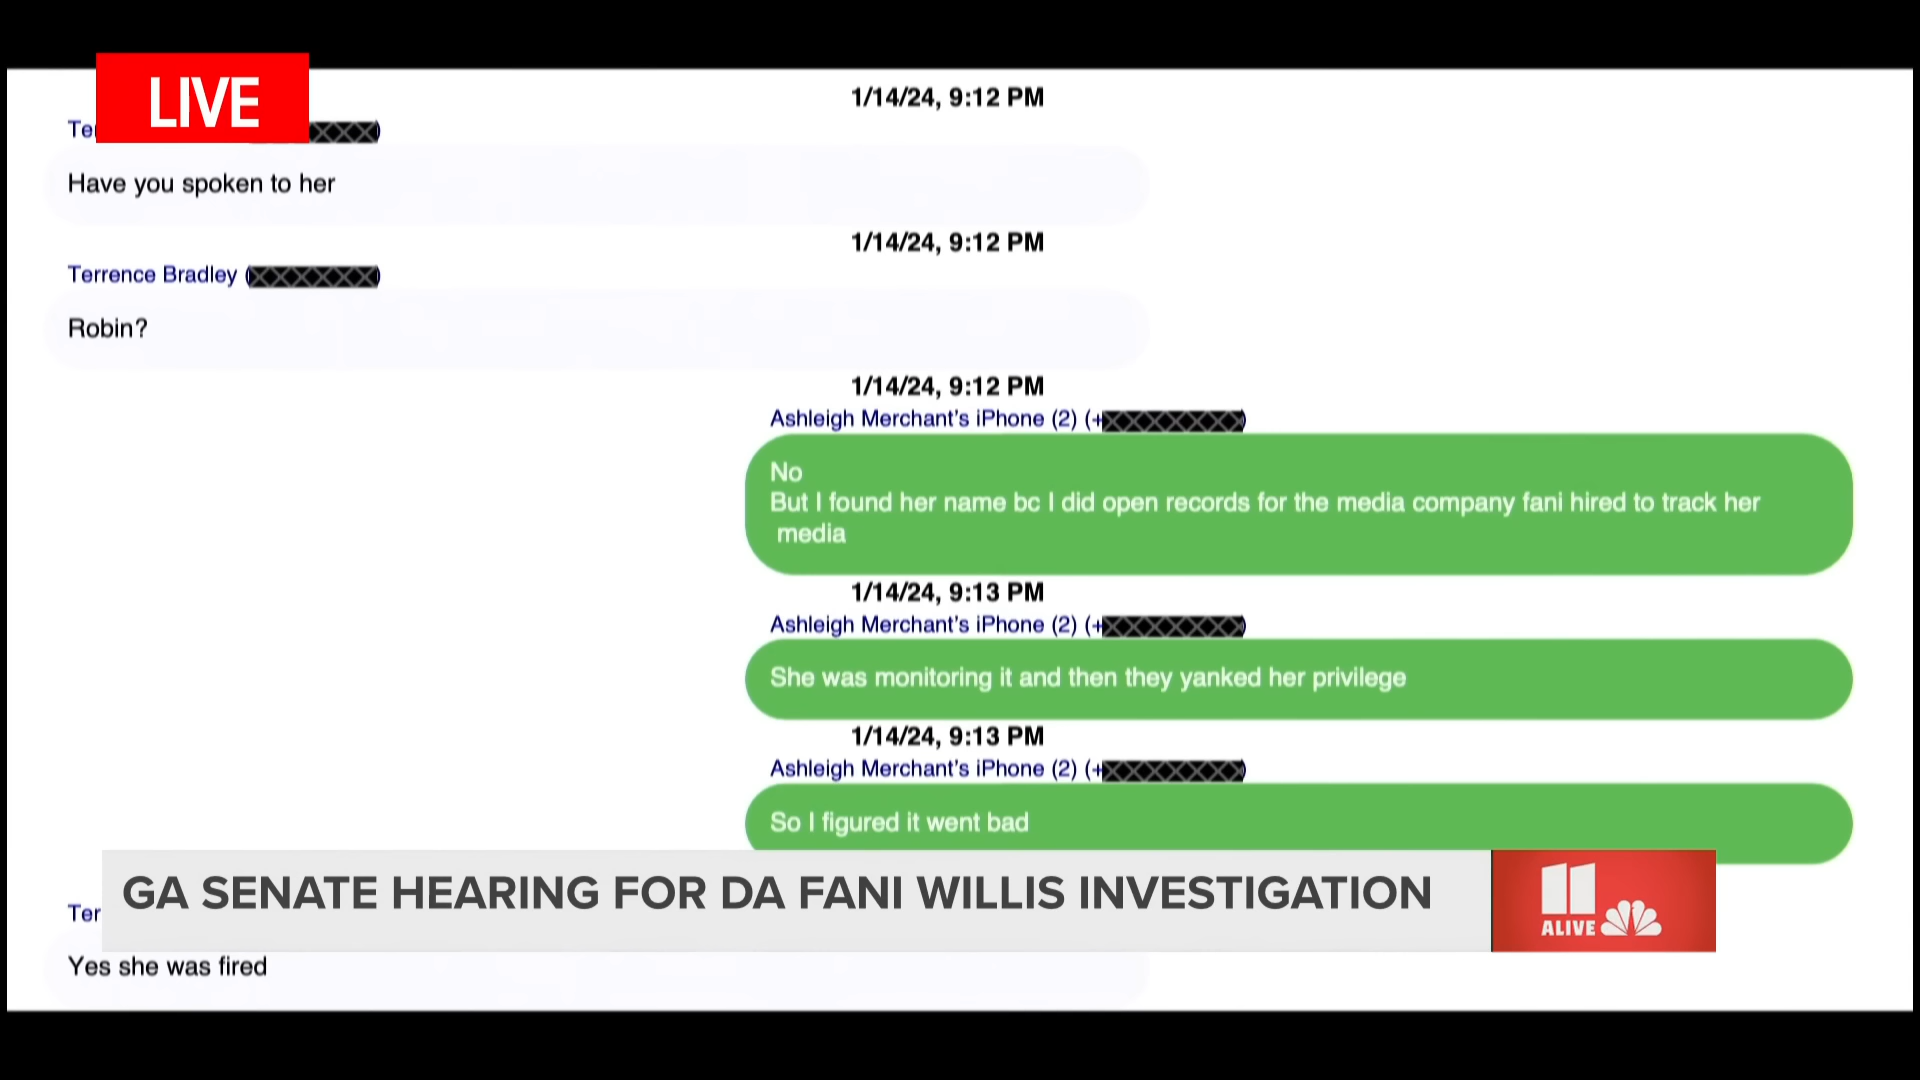 LIVE
1/14/24, 9:12 PM
Te
Have you spoken to her
1/14/24, 9:12 PM
Terrence Bradley (
)
Robin?
1/14/24, 9:12 PM
Ashleigh Merchant's iPhone (2) (+
)
No
But I found her name bc I did open records for the media company fani hired to track her
media
1/14/24, 9:13 PM
Ashleigh Merchant's iPhone (2) (+
)
She was monitoring it and then they yanked her privilege
1/14/24, 9:13 PM
Ashleigh Merchant's iPhone (2) (+
)
So I figured it went bad
GA SENATE HEARING FOR DA FANI WILLIS INVESTIGATION
11
ALIVE
Ter
Yes she was fired